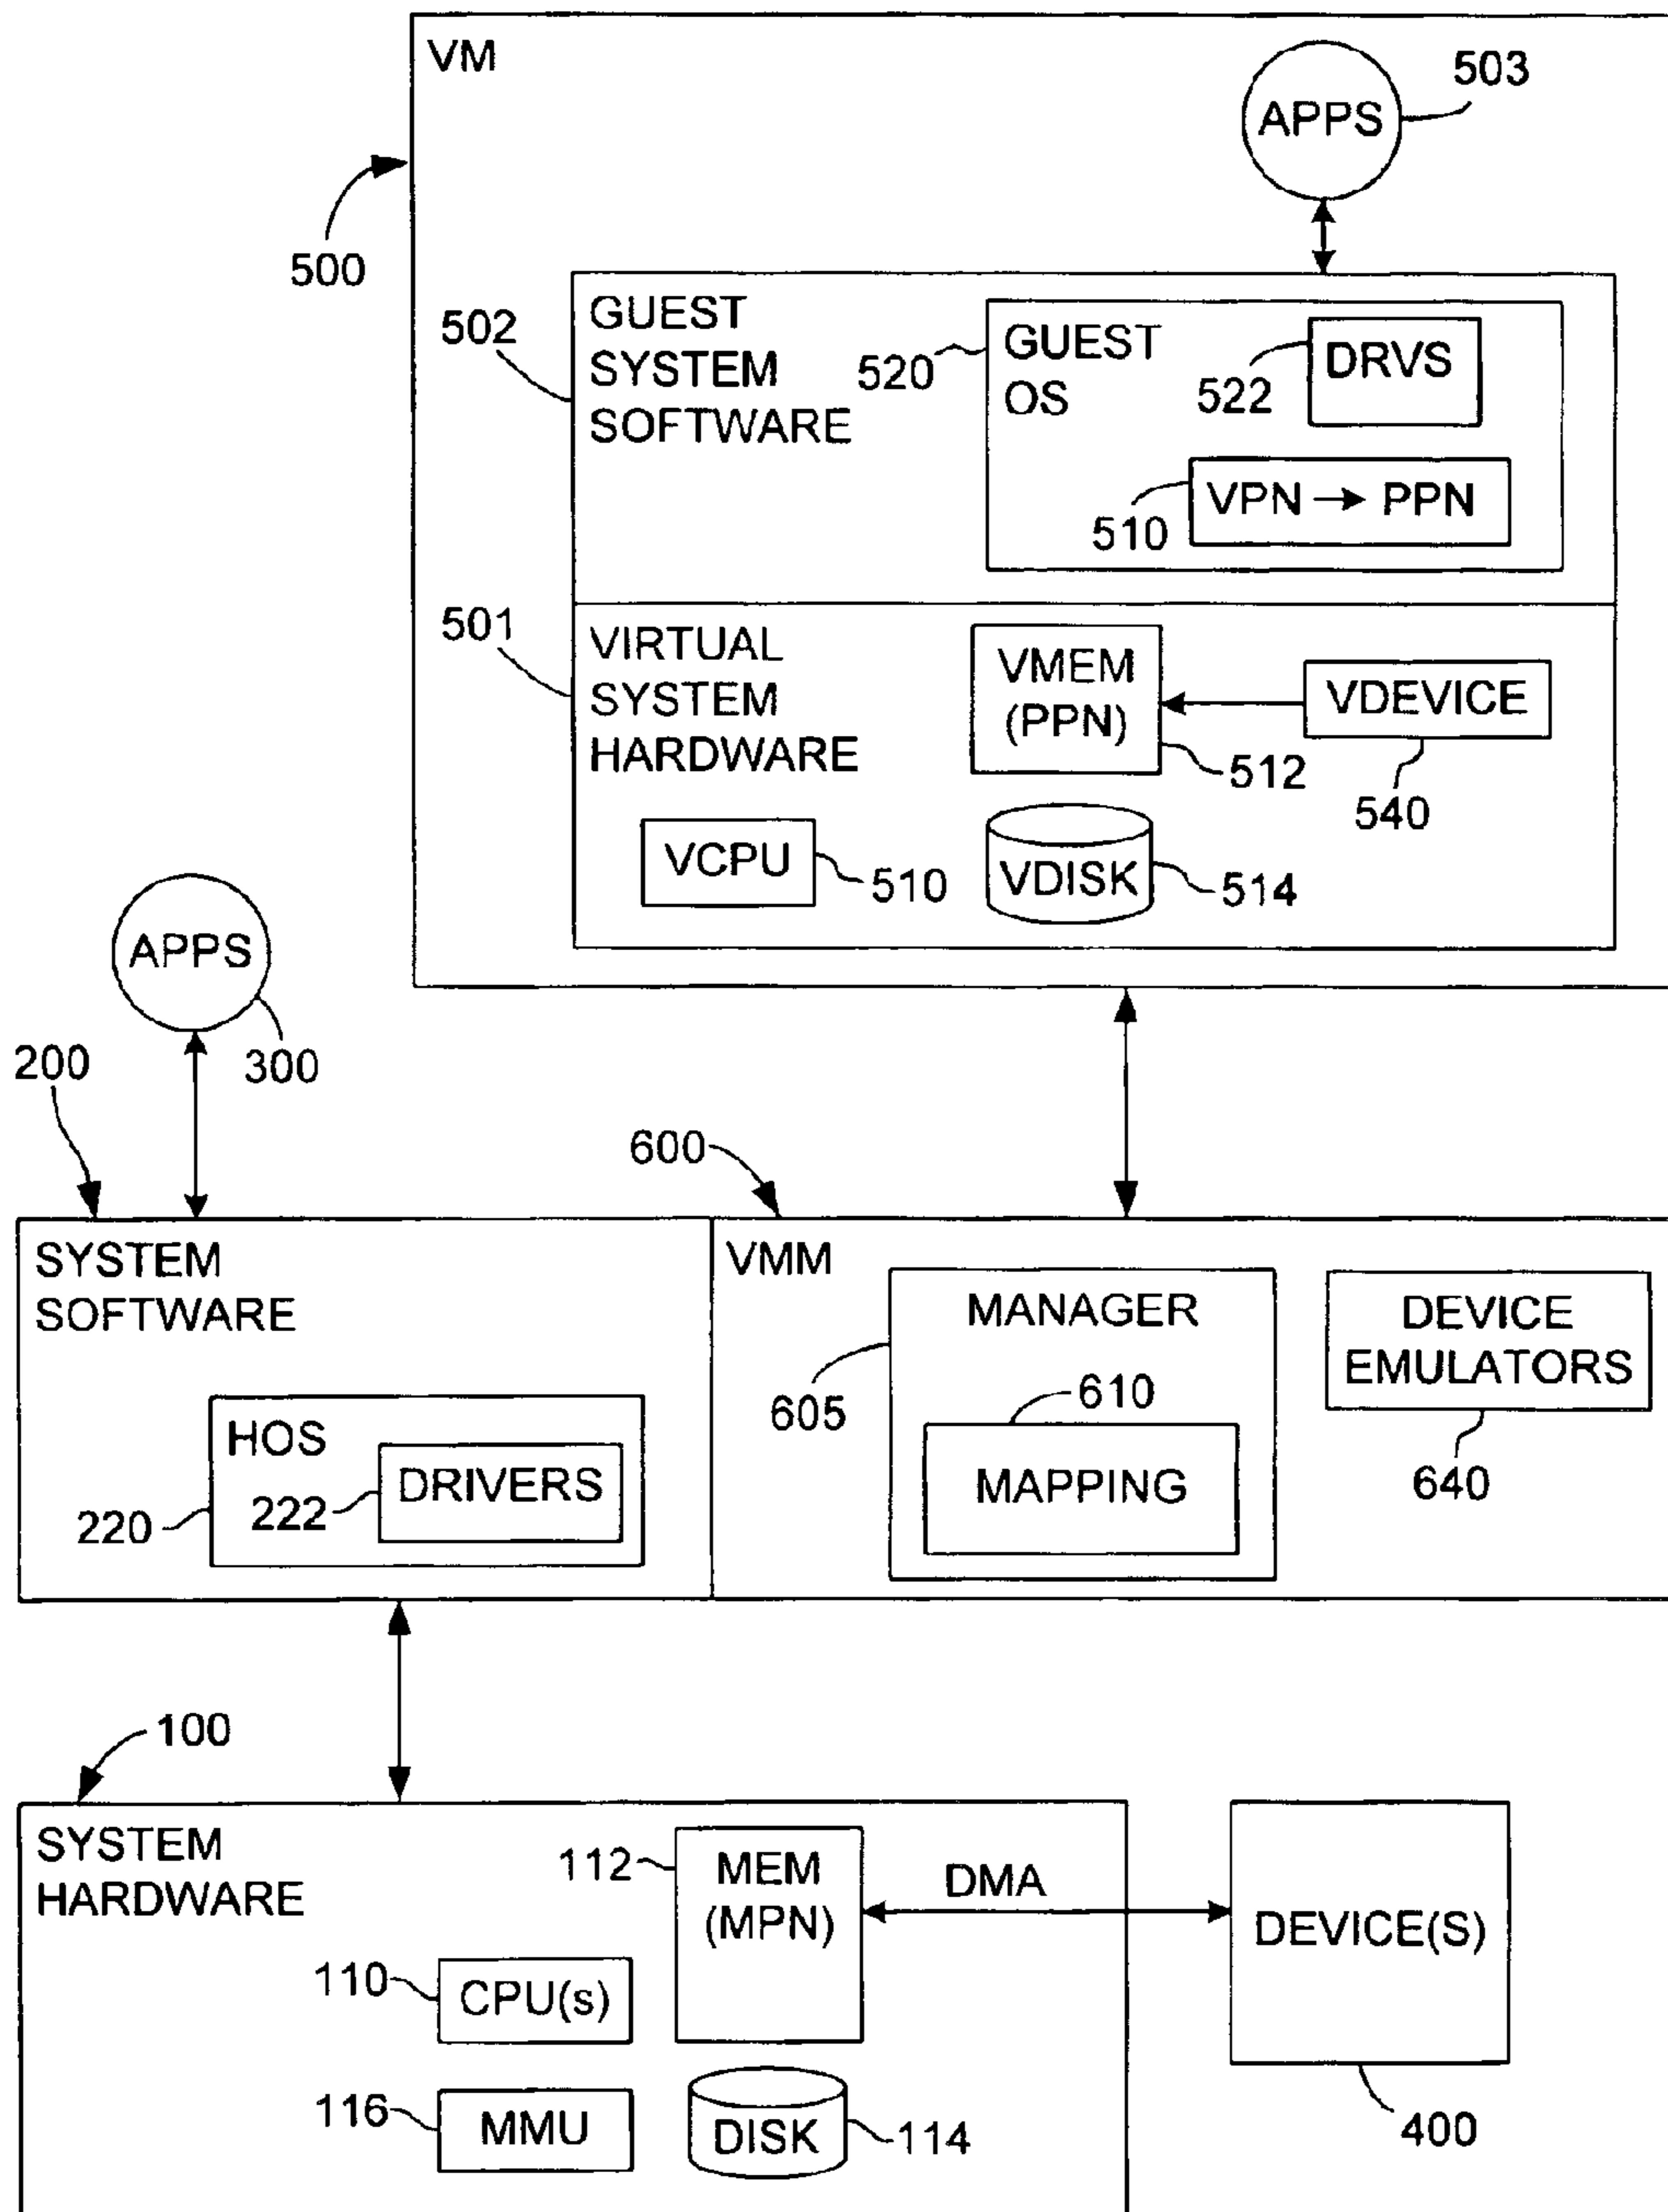 VM
503
APPS
500
502
GUEST
SYSTEM
SOFTWARE
520
GUEST
OS
522
DRVS
510
VPN → PPN
501
VIRTUAL
SYSTEM
HARDWARE
VMEM
(PPN)
512
VDEVICE
540
VCPU
510
VDISK
514
APPS
300
200
600
SYSTEM
SOFTWARE
HOS
220
222
DRIVERS
VMM
MANAGER
605
610
MAPPING
DEVICE
EMULATORS
640
100
SYSTEM
HARDWARE
112
MEM
(MPN)
DMA
DEVICE(S)
400
110
CPU(s)
116
MMU
DISK
114